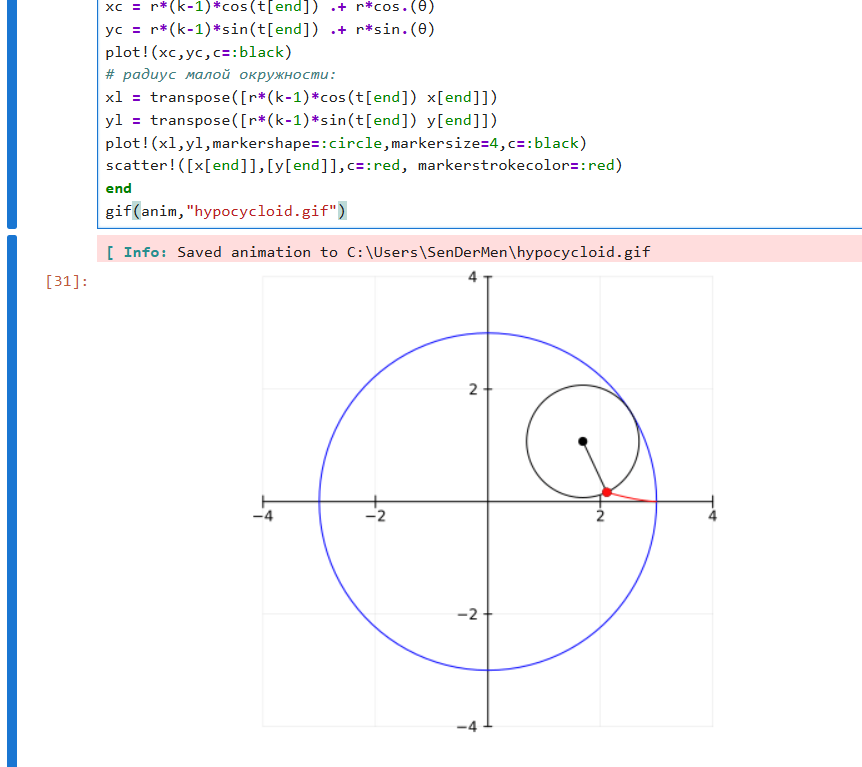 xc = r*(k-1)*cos(t[end]) .+ r*cos.(θ)
yc = r*(k-1)*sin(t[end]) .+ r*sin.(θ)
plot!(xc,yc,c=:black)
# радиус малой окружности:
xl = transpose([r*(k-1)*cos(t[end]) x[end]])
yl = transpose([r*(k-1)*sin(t[end]) y[end]])
plot!(xl,yl,markershape=:circle,markersize=4,c=:black)
scatter!([x[end]],[y[end]],c=:red, markerstrokecolor=:red)
end
gif(anim,"hypocycloid.gif")
[ Info: Saved animation to C:\Users\SenDerMen\hypocycloid.gif
[31]:
4
2
−4 −2 2 4
−2
−4